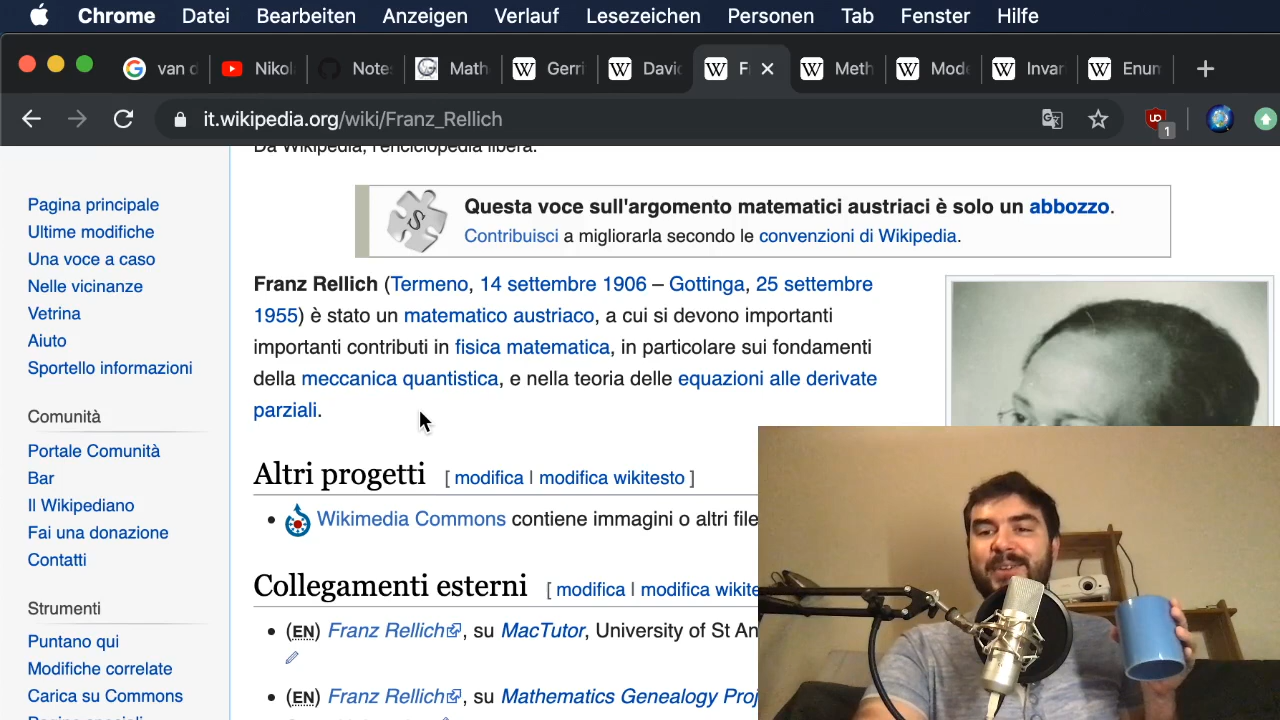 Chrome Datei Bearbeiten Anzeigen Verlauf Lesezeichen Personen Tab Fenster Hilfe
van d Nikol Note Math Gerri Davi F Meth Mode Invar Enum
it.wikipedia.org/wiki/Franz_Rellich
1
Da Wikipedia, l'enciclopedia libera.
Pagina principale
Ultime modifiche
Una voce a caso
Nelle vicinanze
Vetrina
Aiuto
Sportello informazioni
Comunità
Portale Comunità
Bar
Il Wikipediano
Fai una donazione
Contatti
Strumenti
Puntano qui
Modifiche correlate
Carica su Commons
Questa voce sull'argomento matematici austriaci è solo un abbozzo.
Contribuisci a migliorarla secondo le convenzioni di Wikipedia.
Franz Rellich (Termeno, 14 settembre 1906 – Gottinga, 25 settembre
1955) è stato un matematico austriaco, a cui si devono importanti
importanti contributi in fisica matematica, in particolare sui fondamenti
della meccanica quantistica, e nella teoria delle equazioni alle derivate
parziali.
Altri progetti [ modifica | modifica wikitesto ]
Wikimedia Commons contiene immagini o altri file
Collegamenti esterni [ modifica | modifica wikite
(EN) Franz Rellich, su MacTutor, University of St An
(EN) Franz Rellich, su Mathematics Genealogy Proj